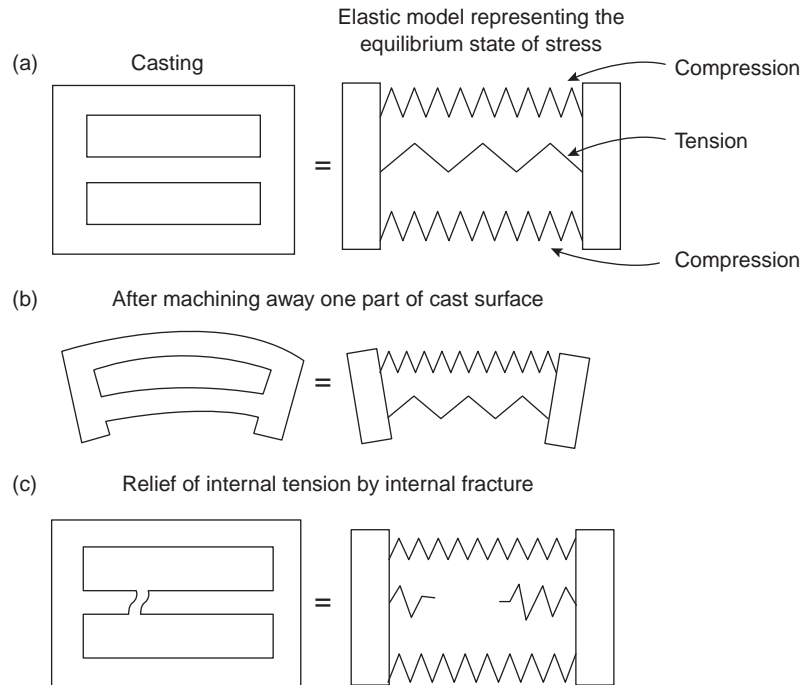 Elastic model representing the
equilibrium state of stress
(a)
Casting
Compression
=
Tension
Compression
(b)
After machining away one part of cast surface
=
(c)
Relief of internal tension by internal fracture
=